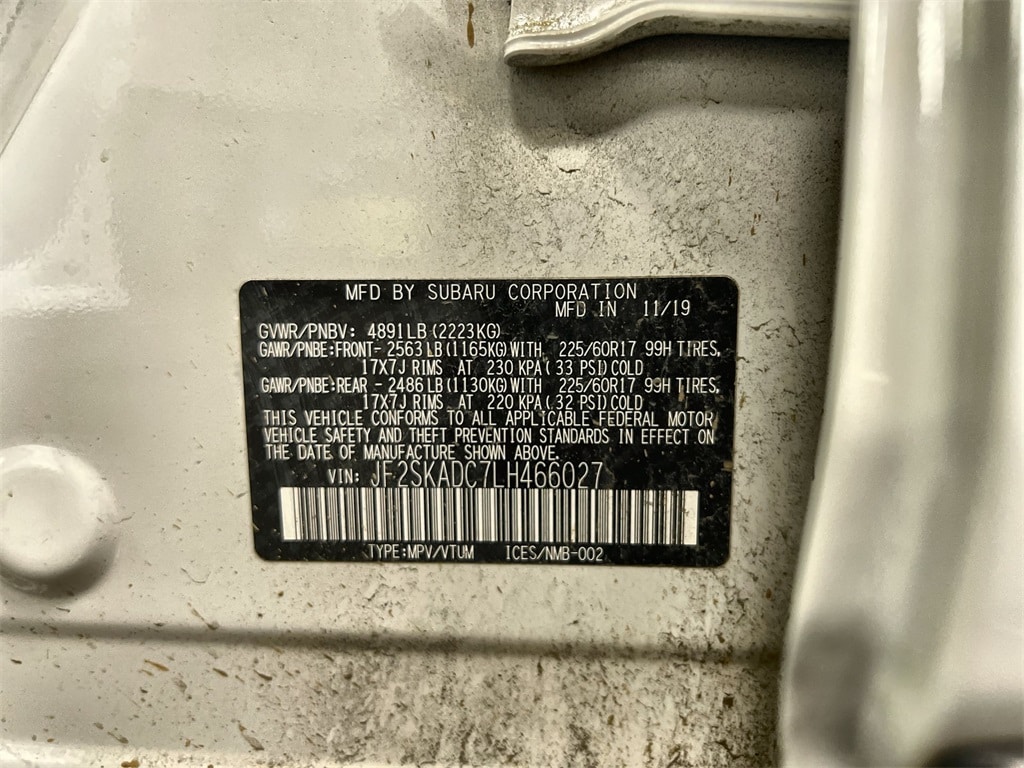 MFD BY SUBARU CORPORATION
MFD IN 11/19
GVWR/PNBV: 4891LB (2223KG)
GAWR/PNBE:FRONT- 2563LB (1165KG) WITH 225/60R17 99H TIRES,
17X7J RIMS AT 230 KPA( 33 PSI) COLD
GAWR/PNBE:REAR - 2486LB (1130KG) WITH 225/60R17 99H TIRES,
17X7J RIMS AT 220 KPA( 32 PSI) COLD
THIS VEHICLE CONFORMS TO ALL APPLICABLE FEDERAL MOTOR
VEHICLE SAFETY AND THEFT PREVENTION STANDARDS IN EFFECT ON
THE DATE OF MANUFACTURE SHOWN ABOVE.
VIN: JF2SKADC7LH466027
TYPE:MPV/VTUM ICES/NMB-002